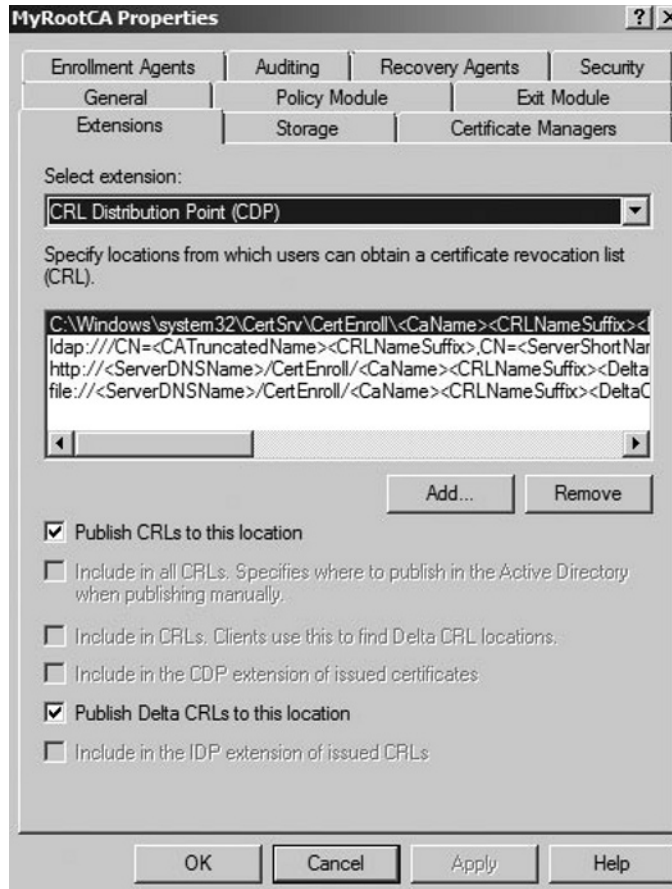 MyRootCA Properties
Enrollment Agents Auditing Recovery Agents Security
General Policy Module Exit Module
Extensions Storage Certificate Managers
Select extension:
CRL Distribution Point (CDP)
Specify locations from which users can obtain a certificate revocation list
(CRL).
C:\Windows\system32\CertSrv\CertEnroll\<CaName><CRLNameSuffix><
ldap:///CN=<CATruncatedName><CRLNameSuffix>,CN=<ServerShortNar
http://<ServerDNSName>/CertEnroll/<CaName><CRLNameSuffix><Delta
file://<ServerDNSName>/CertEnroll/<CaName><CRLNameSuffix><DeltaC
Add... Remove
Publish CRLs to this location
Include in all CRLs. Specifies where to publish in the Active Directory
when publishing manually.
Include in CRLs. Clients use this to find Delta CRL locations.
Include in the CDP extension of issued certificates
Publish Delta CRLs to this location
Include in the IDP extension of issued CRLs
OK Cancel Apply Help